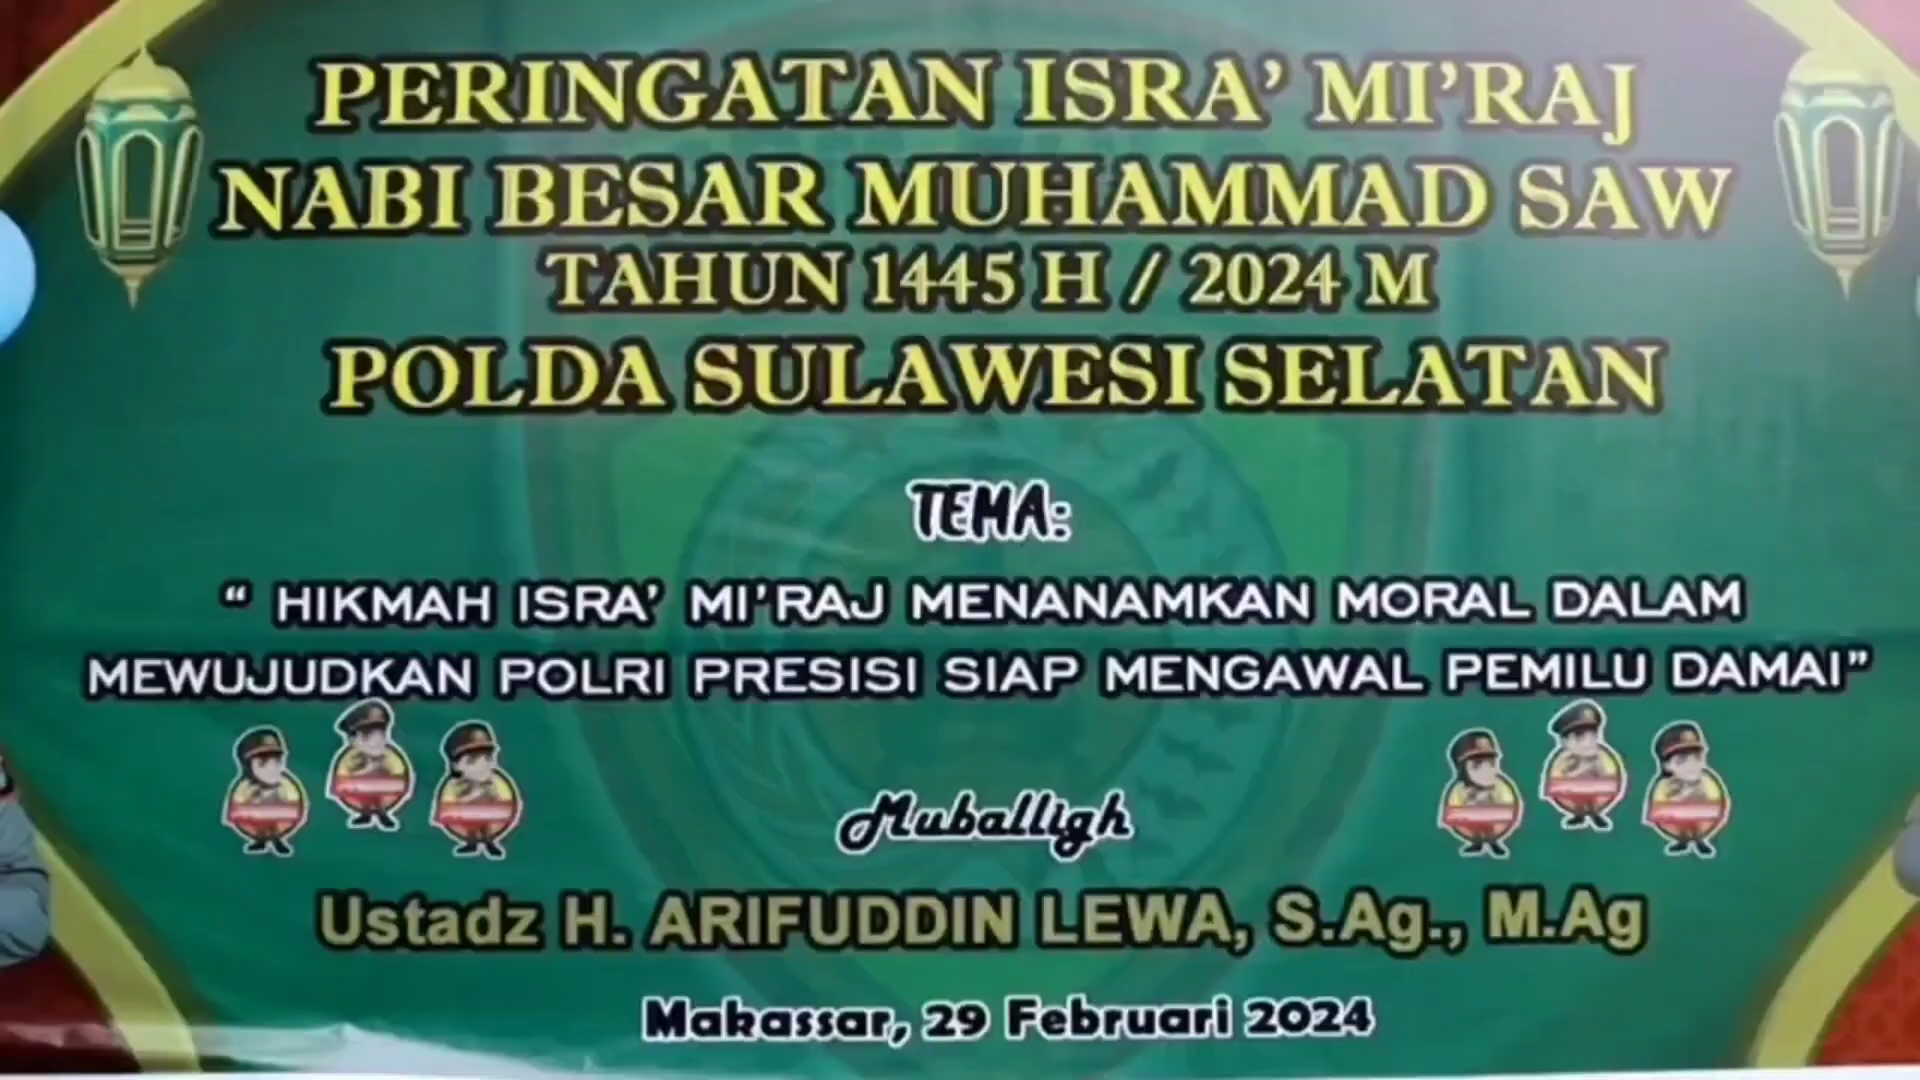 PERINGATAN ISRA' MI'RAJ
NABI BESAR MUHAMMAD SAW
TAHUN 1445 H / 2024 M
POLDA SULAWESI SELATAN
TEMA:
“ HIKMAH ISRA' MI'RAJ MENANAMKAN MORAL DALAM
MEWUJUDKAN POLRI PRESISI SIAP MENGAWAL PEMILU DAMAI”
Muballigh
Ustadz H. ARIFUDDIN LEWA, S.Ag., M.Ag
Makassar, 29 Februari 2024